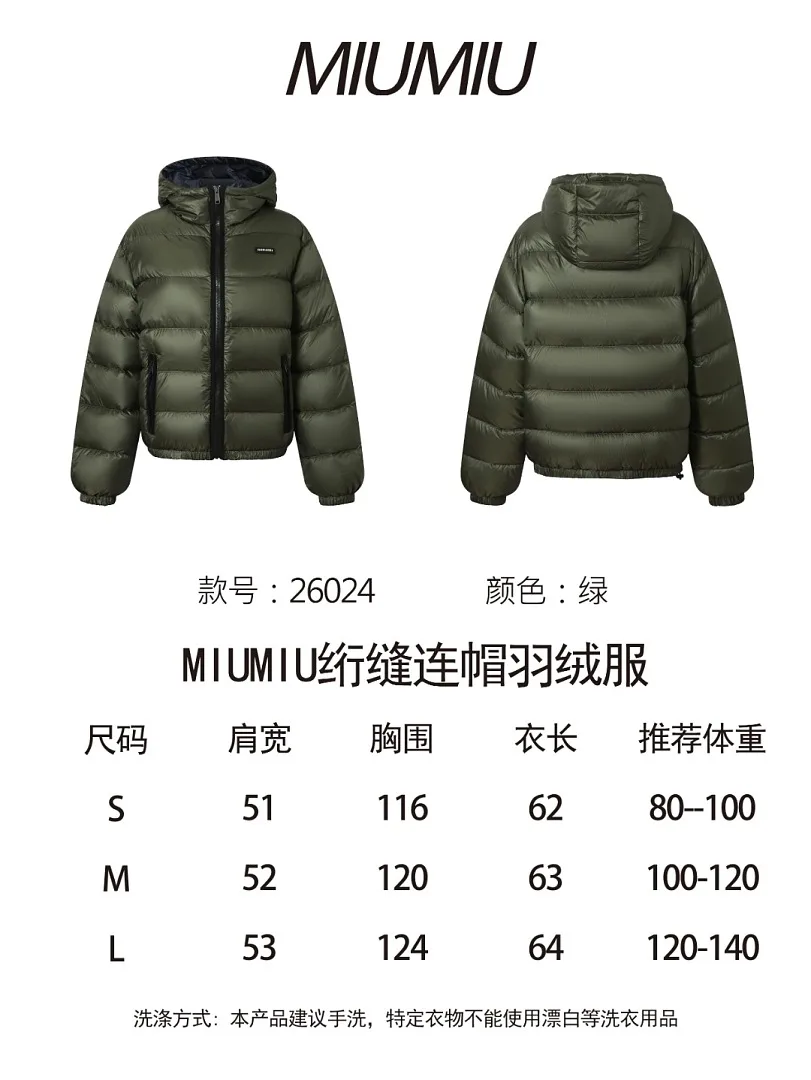 MIUMIU
款号：26024 颜色：绿
MIUMIU绗缝连帽羽绒服
尺码 肩宽 胸围 衣长 推荐体重
S 51 116 62 80--100
M 52 120 63 100-120
L 53 124 64 120-140
洗涤方式：本产品建议手洗，特定衣物不能使用漂白等洗衣用品